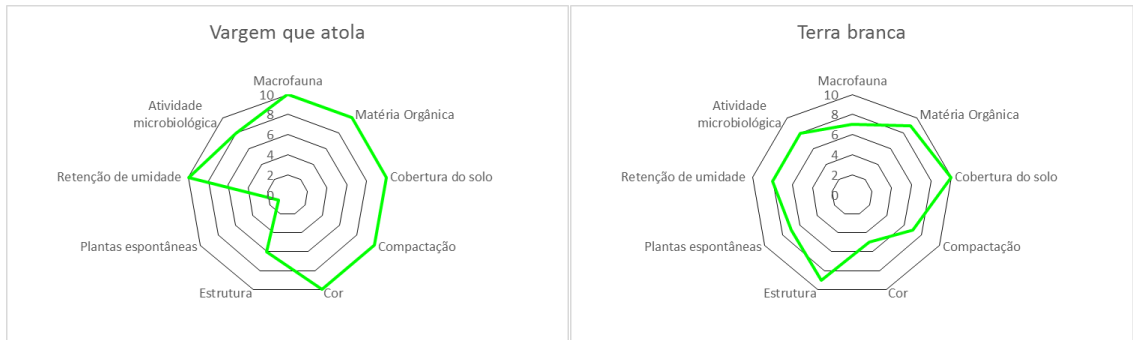 Vargem que atola
Macrofauna
Matéria Orgânica
Cobertura do solo
Compactação
Cor
Estrutura
Plantas espontâneas
Retenção de umidade
Atividade
microbiológica
10
8
6
4
2
0
Terra branca
Macrofauna
Matéria Orgânica
Cobertura do solo
Compactação
Cor
Estrutura
Plantas espontâneas
Retenção de umidade
Atividade
microbiológica
10
8
6
4
2
0